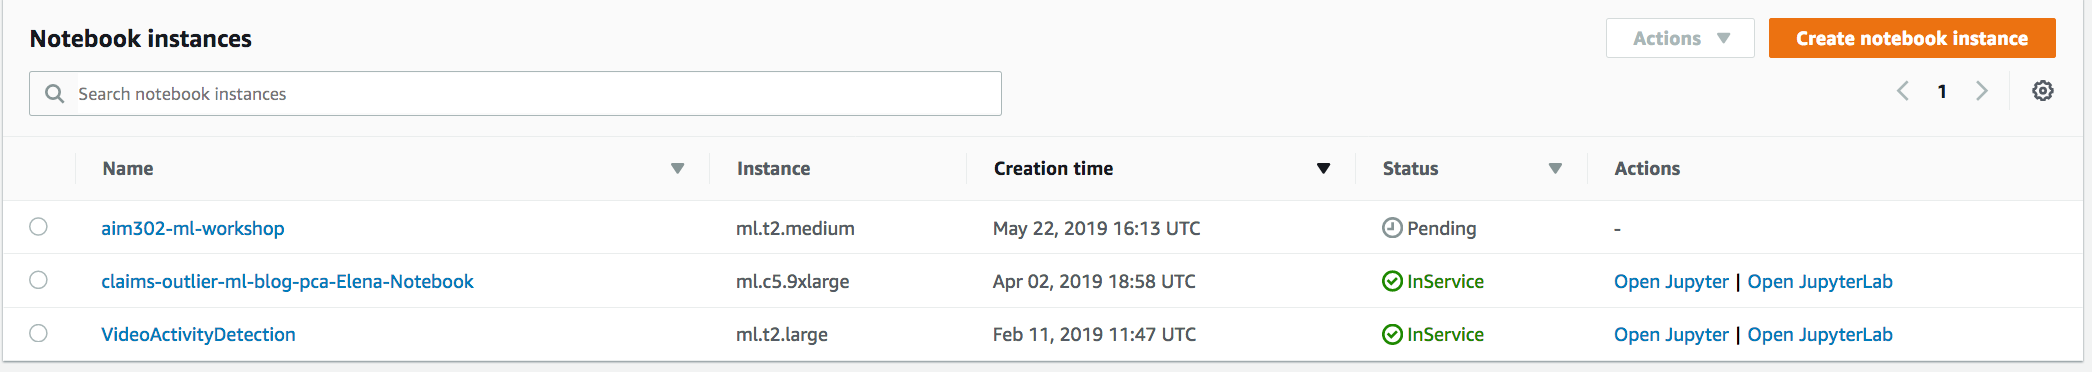 Notebook instances
Actions
Create notebook instance
Search notebook instances
1
Name Instance Creation time Status Actions
aim302-ml-workshop ml.t2.medium May 22, 2019 16:13 UTC Pending -
claims-outlier-ml-blog-pca-Elena-Notebook ml.c5.9xlarge Apr 02, 2019 18:58 UTC InService Open Jupyter | Open JupyterLab
VideoActivityDetection ml.t2.large Feb 11, 2019 11:47 UTC InService Open Jupyter | Open JupyterLab